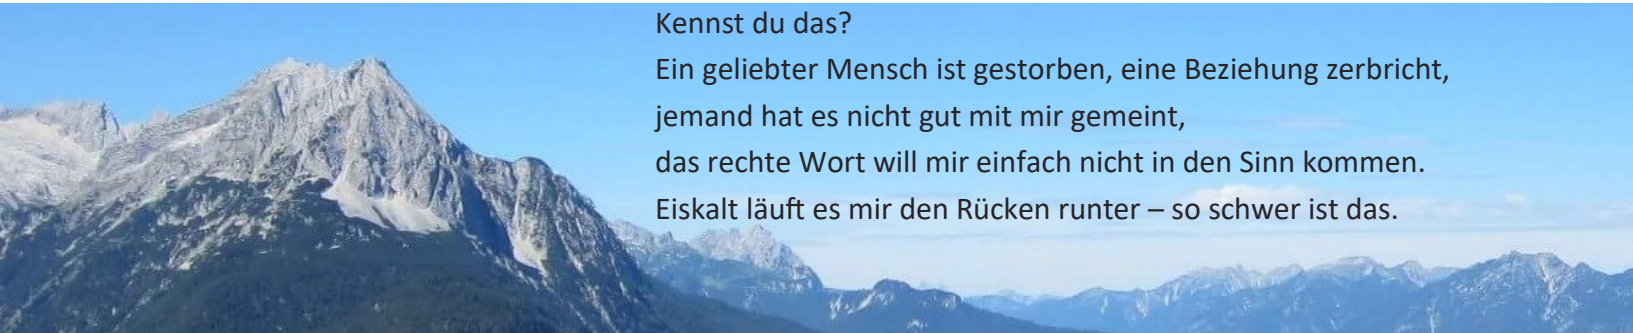 Kennst du das?
Ein geliebter Mensch ist gestorben, eine Beziehung zerbricht,
jemand hat es nicht gut mit mir gemeint,
das rechte Wort will mir einfach nicht in den Sinn kommen.
Eiskalt läuft es mir den Rücken runter – so schwer ist das.